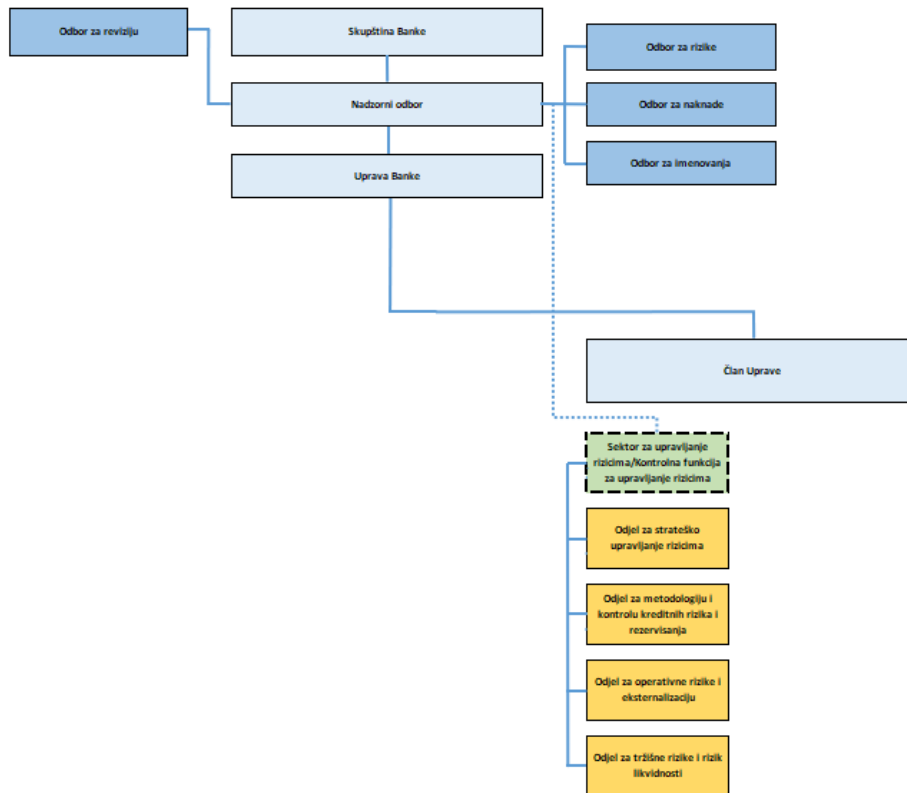 Odbor za reviziju
Skupština Banke
Odbor za rizike
Nadzorni odbor
Odbor za naknade
Uprava Banke
Odbor za imenovanja
Član Uprave
Sektor za upravljanje
rizicima/Kontrolna funkcija
za upravljanje rizicima
Odjel za strateško
upravljanje rizicima
Odjel za metodologiju i
kontrolu kreditnih rizika i
rezervisanja
Odjel za operativne rizike i
eksternalizaciju
Odjel za tržišne rizike i rizik
likvidnosti